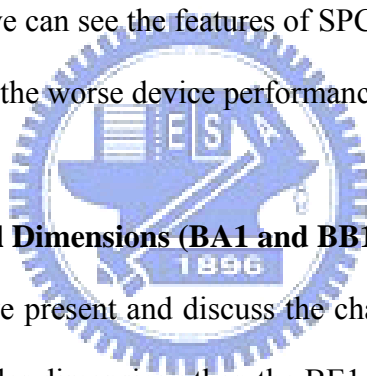 we can see the features of SPC
the worse device performanc
E S A
l Dimensions (BA1 and BB1
1896
e present and discuss the cha